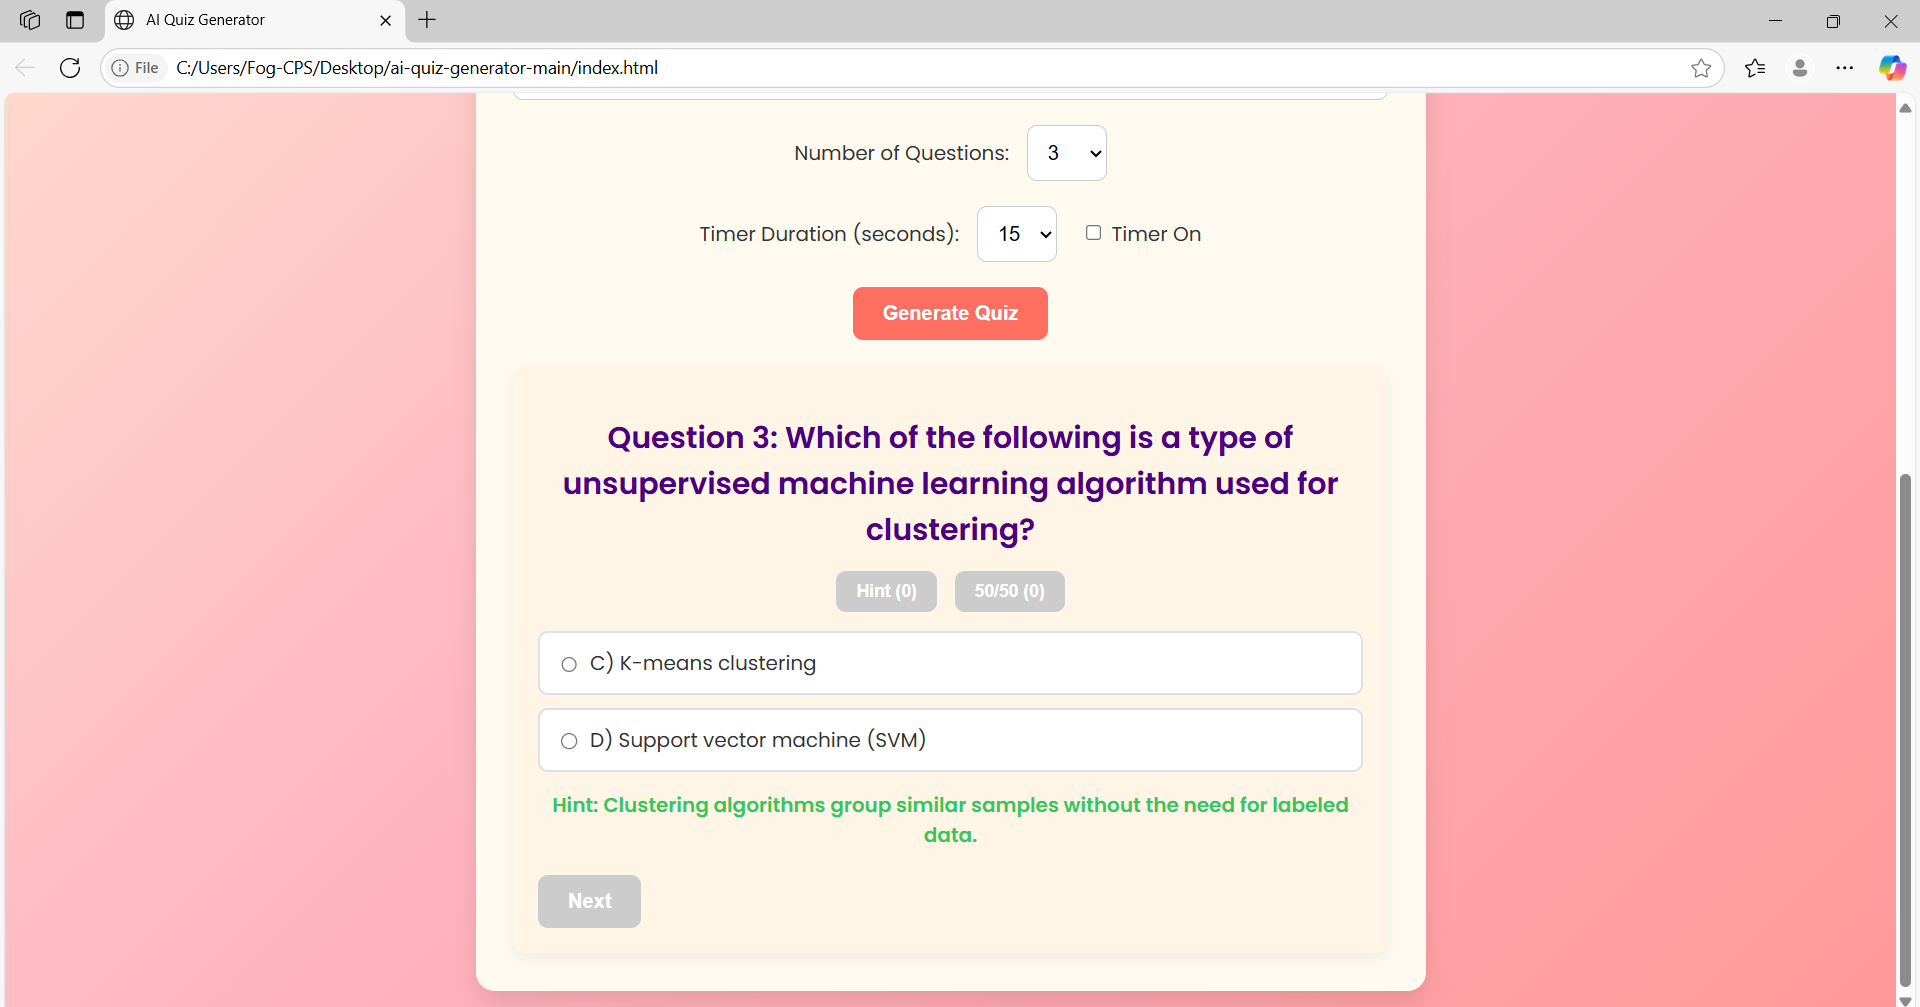 AI Quiz Generator
File C:/Users/Fog-CPS/Desktop/ai-quiz-generator-main/index.html
Number of Questions: 3
Timer Duration (seconds): 15 Timer On
Generate Quiz
Question 3: Which of the following is a type of
unsupervised machine learning algorithm used for
clustering?
Hint (0) 50/50 (0)
C) K-means clustering
D) Support vector machine (SVM)
Hint: Clustering algorithms group similar samples without the need for labeled
data.
Next